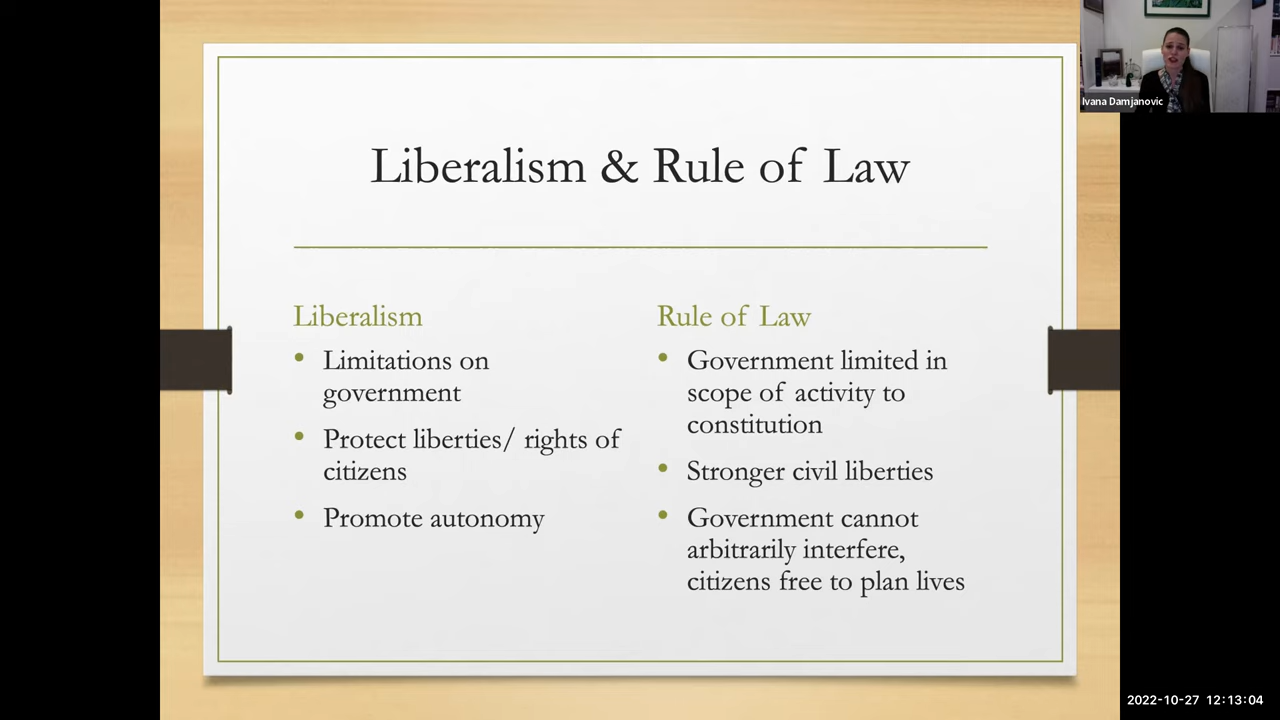 Ivana Damjanovic
Liberalism & Rule of Law
Liberalism
• Limitations on
government
• Protect liberties/ rights of
citizens
• Promote autonomy
Rule of Law
• Government limited in
scope of activity to
constitution
• Stronger civil liberties
• Government cannot
arbitrarily interfere,
citizens free to plan lives
2022-10-27 12:13:04